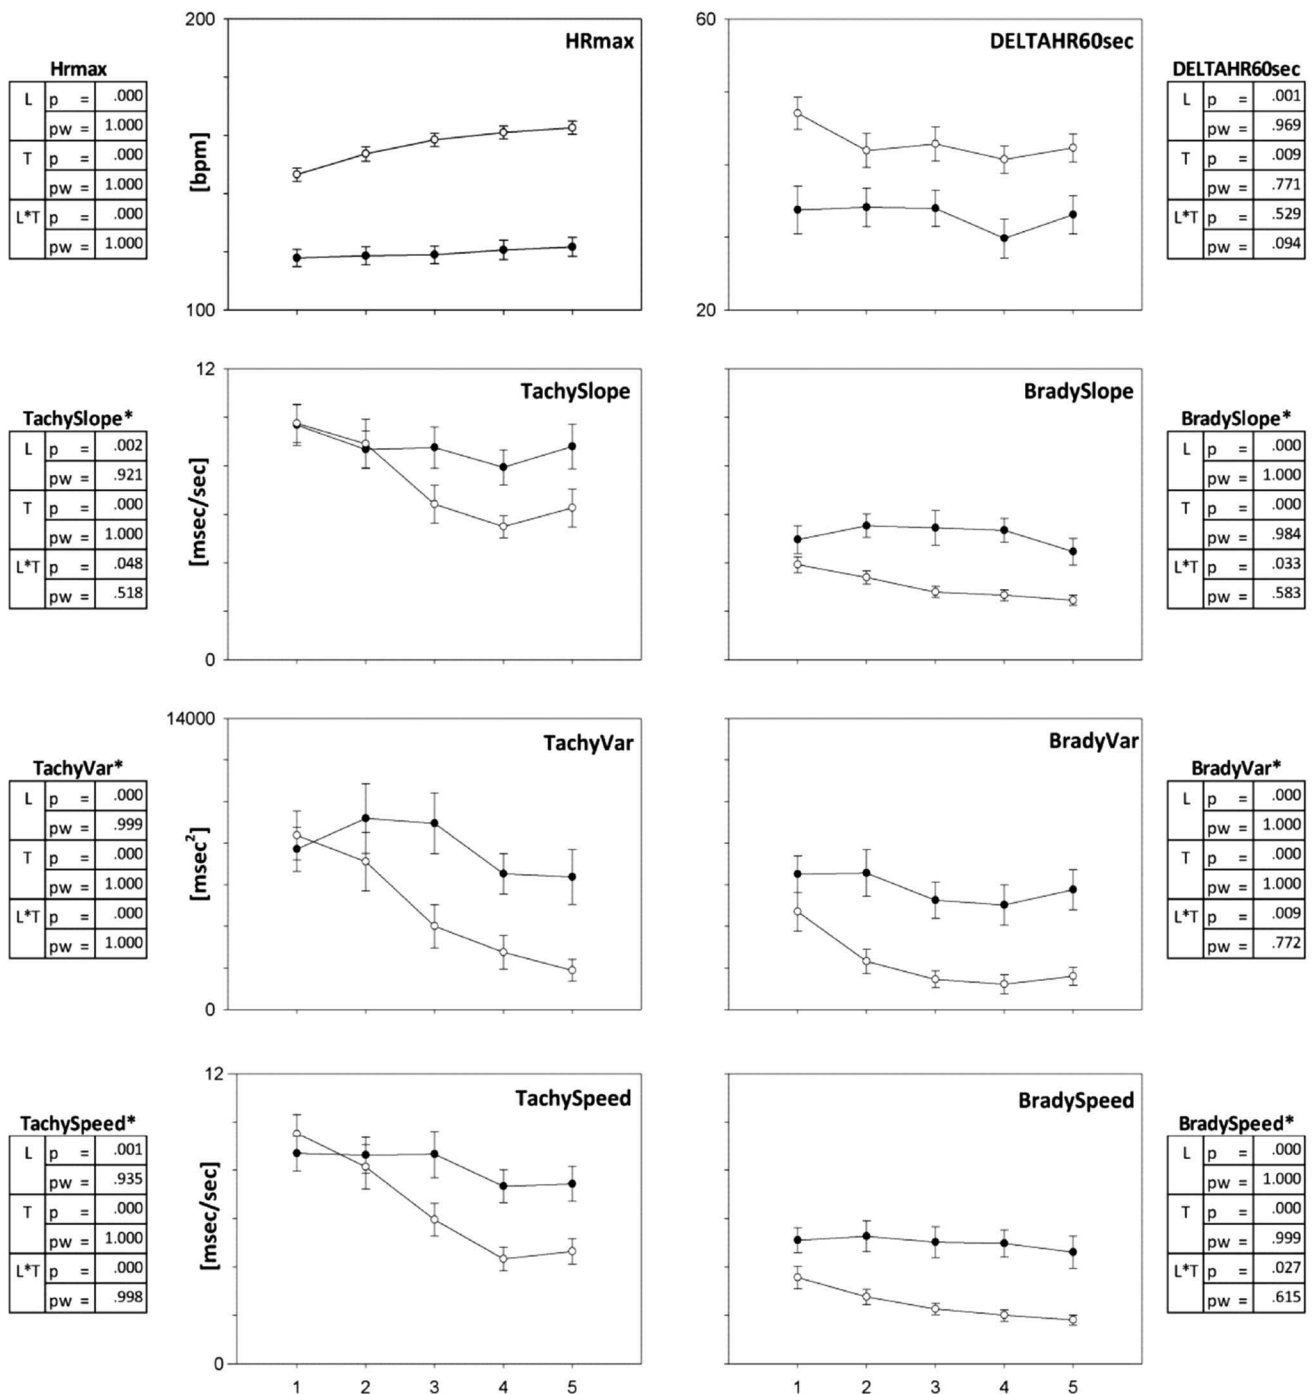 200
HRmax
[bpm]
100
60
DELTAHR60sec
20
Hrmax
L p = .000
pw = 1.000
T p = .000
pw = 1.000
L*T p = .000
pw = 1.000
DELTAHR60sec
L p = .001
pw = .969
T p = .009
pw = .771
L*T p = .529
pw = .094
12
TachySlope
[msec/sec]
0
BradySlope
TachySlope*
L p = .002
pw = .921
T p = .000
pw = 1.000
L*T p = .048
pw = .518
BradySlope*
L p = .000
pw = 1.000
T p = .000
pw = .984
L*T p = .033
pw = .583
14000
TachyVar
[msec²]
0
BradyVar
TachyVar*
L p = .000
pw = .999
T p = .000
pw = 1.000
L*T p = .000
pw = 1.000
BradyVar*
L p = .000
pw = 1.000
T p = .000
pw = 1.000
L*T p = .009
pw = .772
12
TachySpeed
[msec/sec]
0
BradySpeed
TachySpeed*
L p = .001
pw = .935
T p = .000
pw = 1.000
L*T p = .000
pw = .998
BradySpeed*
L p = .000
pw = 1.000
T p = .000
pw = .999
L*T p = .027
pw = .615
1 2 3 4 5
1 2 3 4 5